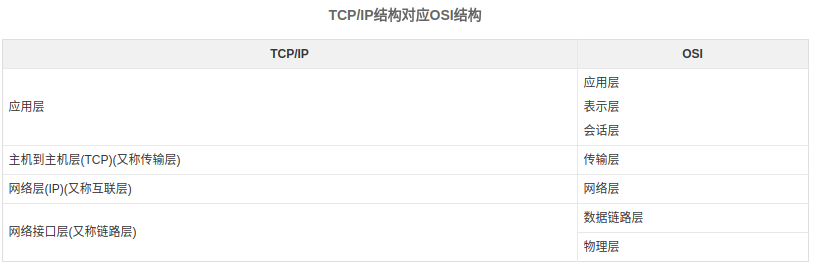 TCP/IP结构对应OSI结构
TCP/IP
OSI
应用层
应用层
表示层
会话层
主机到主机层(TCP)(又称传输层)
传输层
网络层(IP)(又称互联层)
网络层
网络接口层(又称链路层)
数据链路层
物理层